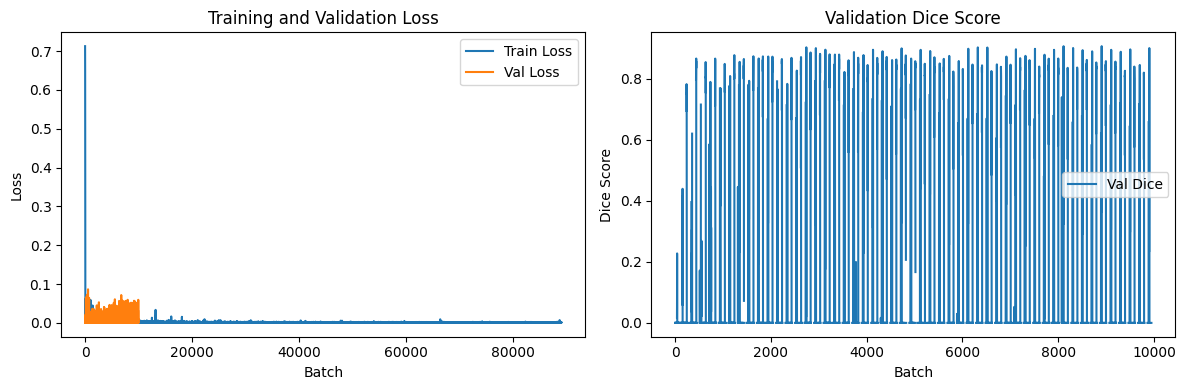 Training and Validation Loss
Loss
0.7
0.6
0.5
0.4
0.3
0.2
0.1
0.0
Train Loss
Val Loss
0
20000
40000
60000
80000
Batch
Validation Dice Score
Dice Score
0.8
0.6
0.4
0.2
0.0
Val Dice
0
2000
4000
6000
8000
10000
Batch